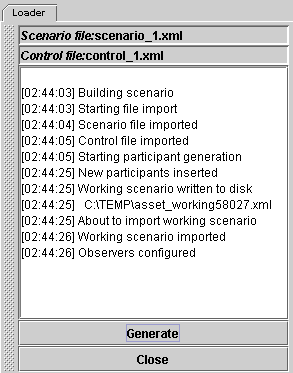 Loader
Scenario file:scenario_1.xml
Control file:control_1.xml
[02:44:03] Building scenario
[02:44:03] Starting file import
[02:44:04] Scenario file imported
[02:44:05] Control file imported
[02:44:05] Starting participant generation
[02:44:25] New participants inserted
[02:44:25] Working scenario written to disk
[02:44:25]   C:\TEMP\asset_working58027.xml
[02:44:25] About to import working scenario
[02:44:26] Working scenario imported
[02:44:26] Observers configured
Generate
Close